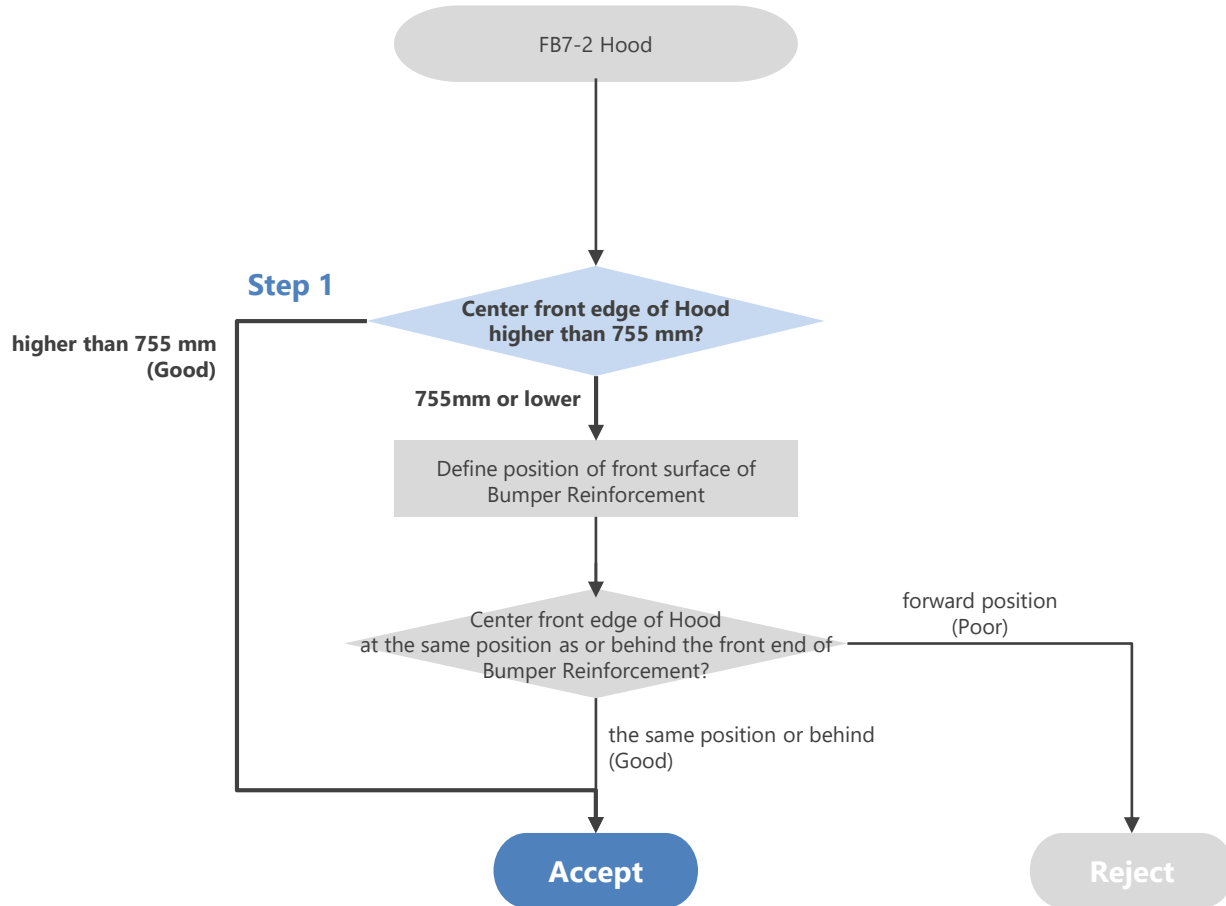 FB7-2 Hood
Step 1
Center front edge of Hood
higher than 755 mm?
higher than 755 mm
(Good)
755mm or lower
Define position of front surface of
Bumper Reinforcement
Center front edge of Hood
at the same position as or behind the front end of
Bumper Reinforcement?
forward position
(Poor)
the same position or behind
(Good)
Accept
Reject